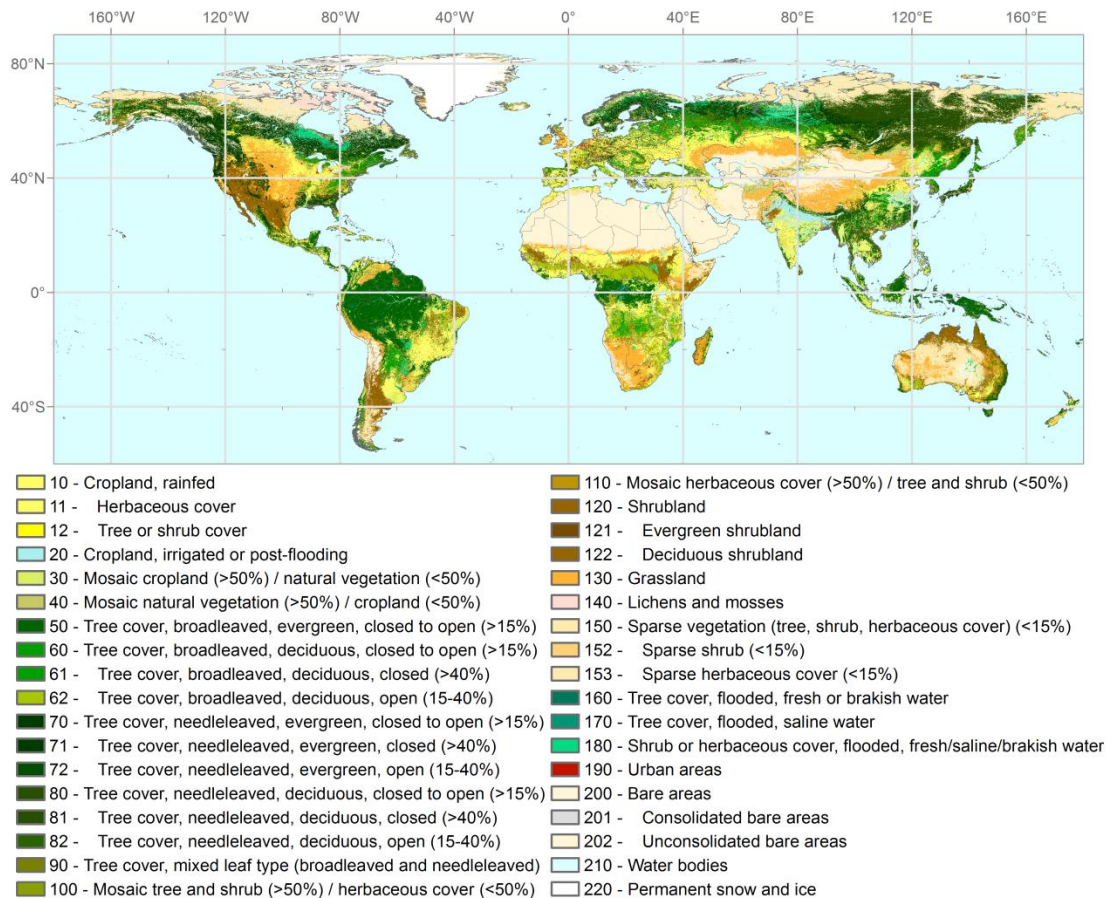 160°W 120°W 80°W 40°W 0° 40°E 80°E 120°E 160°E
80°N
40°N
0°
40°S
10 - Cropland, rainfed
11 - Herbaceous cover
12 - Tree or shrub cover
20 - Cropland, irrigated or post-flooding
30 - Mosaic cropland (>50%) / natural vegetation (<50%)
40 - Mosaic natural vegetation (>50%) / cropland (<50%)
50 - Tree cover, broadleaved, evergreen, closed to open (>15%)
60 - Tree cover, broadleaved, deciduous, closed to open (>15%)
61 - Tree cover, broadleaved, deciduous, closed (>40%)
62 - Tree cover, broadleaved, deciduous, open (15-40%)
70 - Tree cover, needleleaved, evergreen, closed to open (>15%)
71 - Tree cover, needleleaved, evergreen, closed (>40%)
72 - Tree cover, needleleaved, evergreen, open (15-40%)
80 - Tree cover, needleleaved, deciduous, closed to open (>15%)
81 - Tree cover, needleleaved, deciduous, closed (>40%)
82 - Tree cover, needleleaved, deciduous, open (15-40%)
90 - Tree cover, mixed leaf type (broadleaved and needleleaved)
100 - Mosaic tree and shrub (>50%) / herbaceous cover (<50%)
110 - Mosaic herbaceous cover (>50%) / tree and shrub (<50%)
120 - Shrubland
121 - Evergreen shrubland
122 - Deciduous shrubland
130 - Grassland
140 - Lichens and mosses
150 - Sparse vegetation (tree, shrub, herbaceous cover) (<15%)
152 - Sparse shrub (<15%)
153 - Sparse herbaceous cover (<15%)
160 - Tree cover, flooded, fresh or brakish water
170 - Tree cover, flooded, saline water
180 - Shrub or herbaceous cover, flooded, fresh/saline/brakish water
190 - Urban areas
200 - Bare areas
201 - Consolidated bare areas
202 - Unconsolidated bare areas
210 - Water bodies
220 - Permanent snow and ice